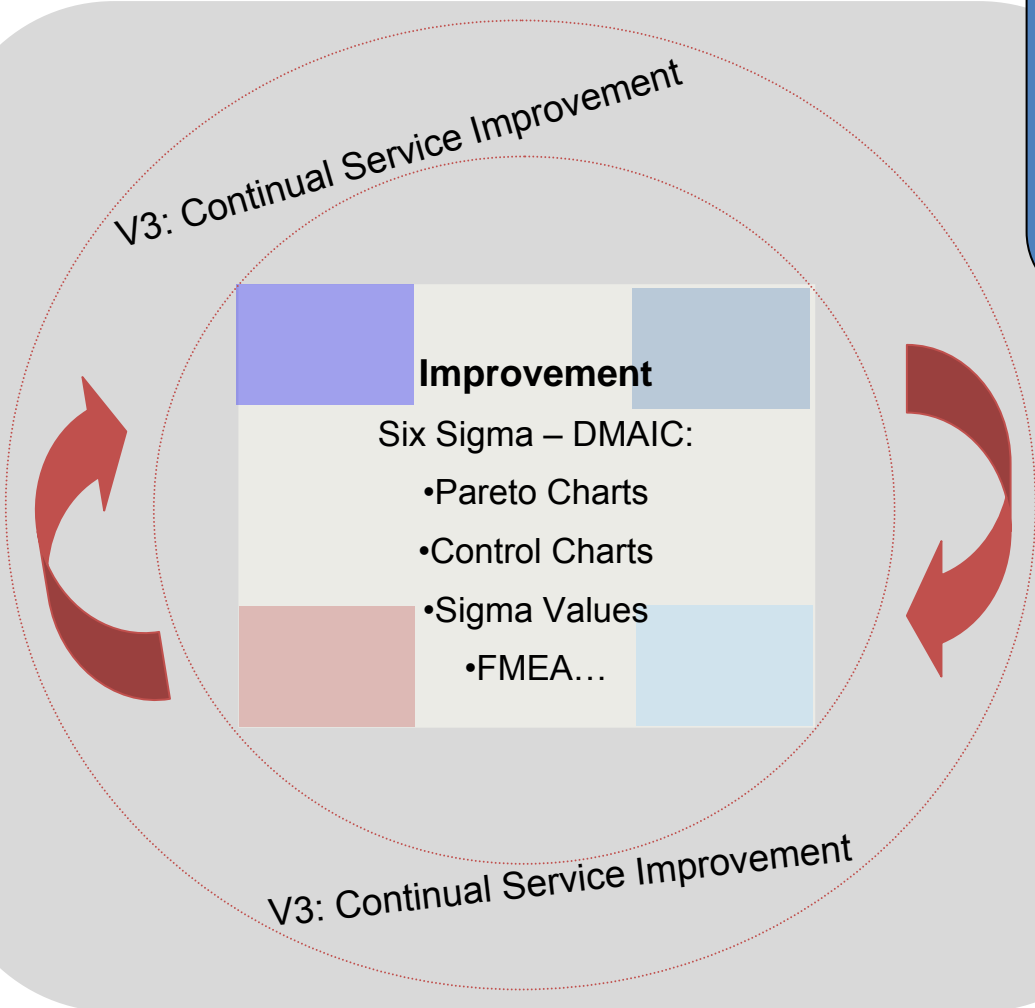 V3: Continual Service Improvement
Improvement
Six Sigma – DMAIC:
•Pareto Charts
•Control Charts
•Sigma Values
•FMEA…
V3: Continual Service Improvement